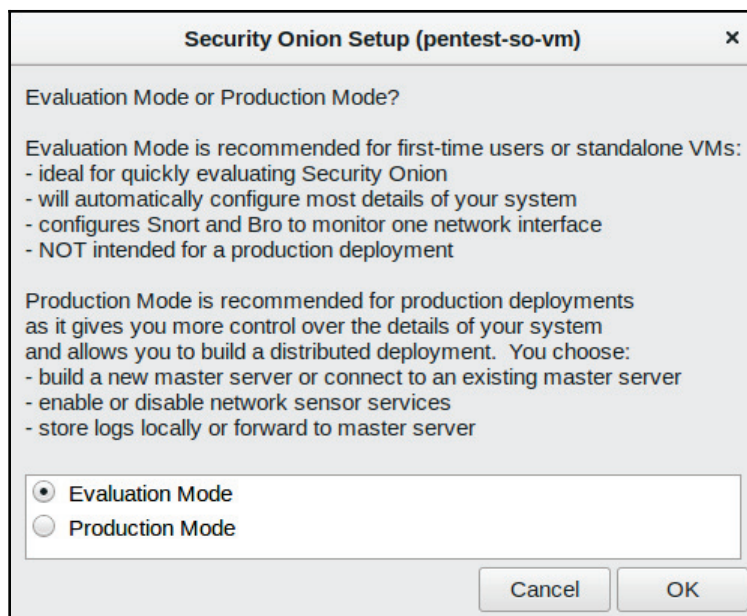 Security Onion Setup (pentest-so-vm) ×
Evaluation Mode or Production Mode?
Evaluation Mode is recommended for first-time users or standalone VMs:
- ideal for quickly evaluating Security Onion
- will automatically configure most details of your system
- configures Snort and Bro to monitor one network interface
- NOT intended for a production deployment
Production Mode is recommended for production deployments
as it gives you more control over the details of your system
and allows you to build a distributed deployment.  You choose:
- build a new master server or connect to an existing master server
- enable or disable network sensor services
- store logs locally or forward to master server
Evaluation Mode
Production Mode
Cancel OK